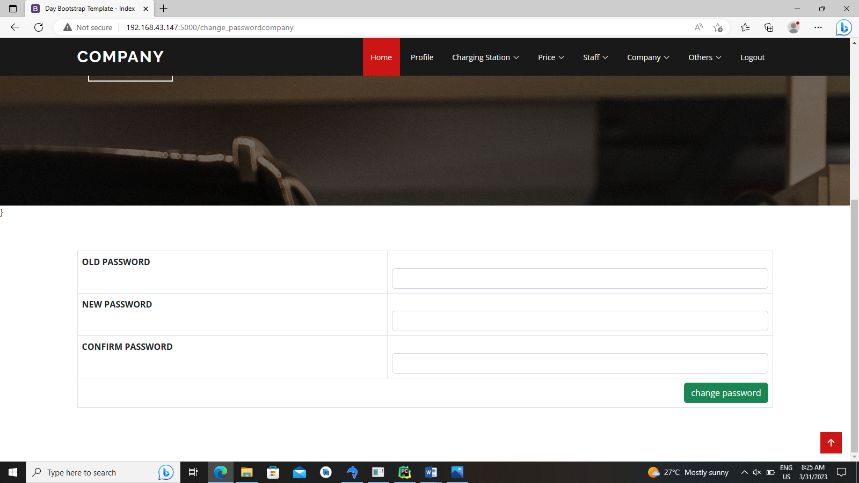 Day Bootstrap Template - Index
Not secure
192.168.43.147:5000/change_passwordcompany
COMPANY
Home
Profile
Charging Station
Price
Staff
Company
Others
Logout
}
OLD PASSWORD
NEW PASSWORD
CONFIRM PASSWORD
change password
Type here to search
27°C Mostly sunny
ENG
US
8:25 AM
3/31/2023